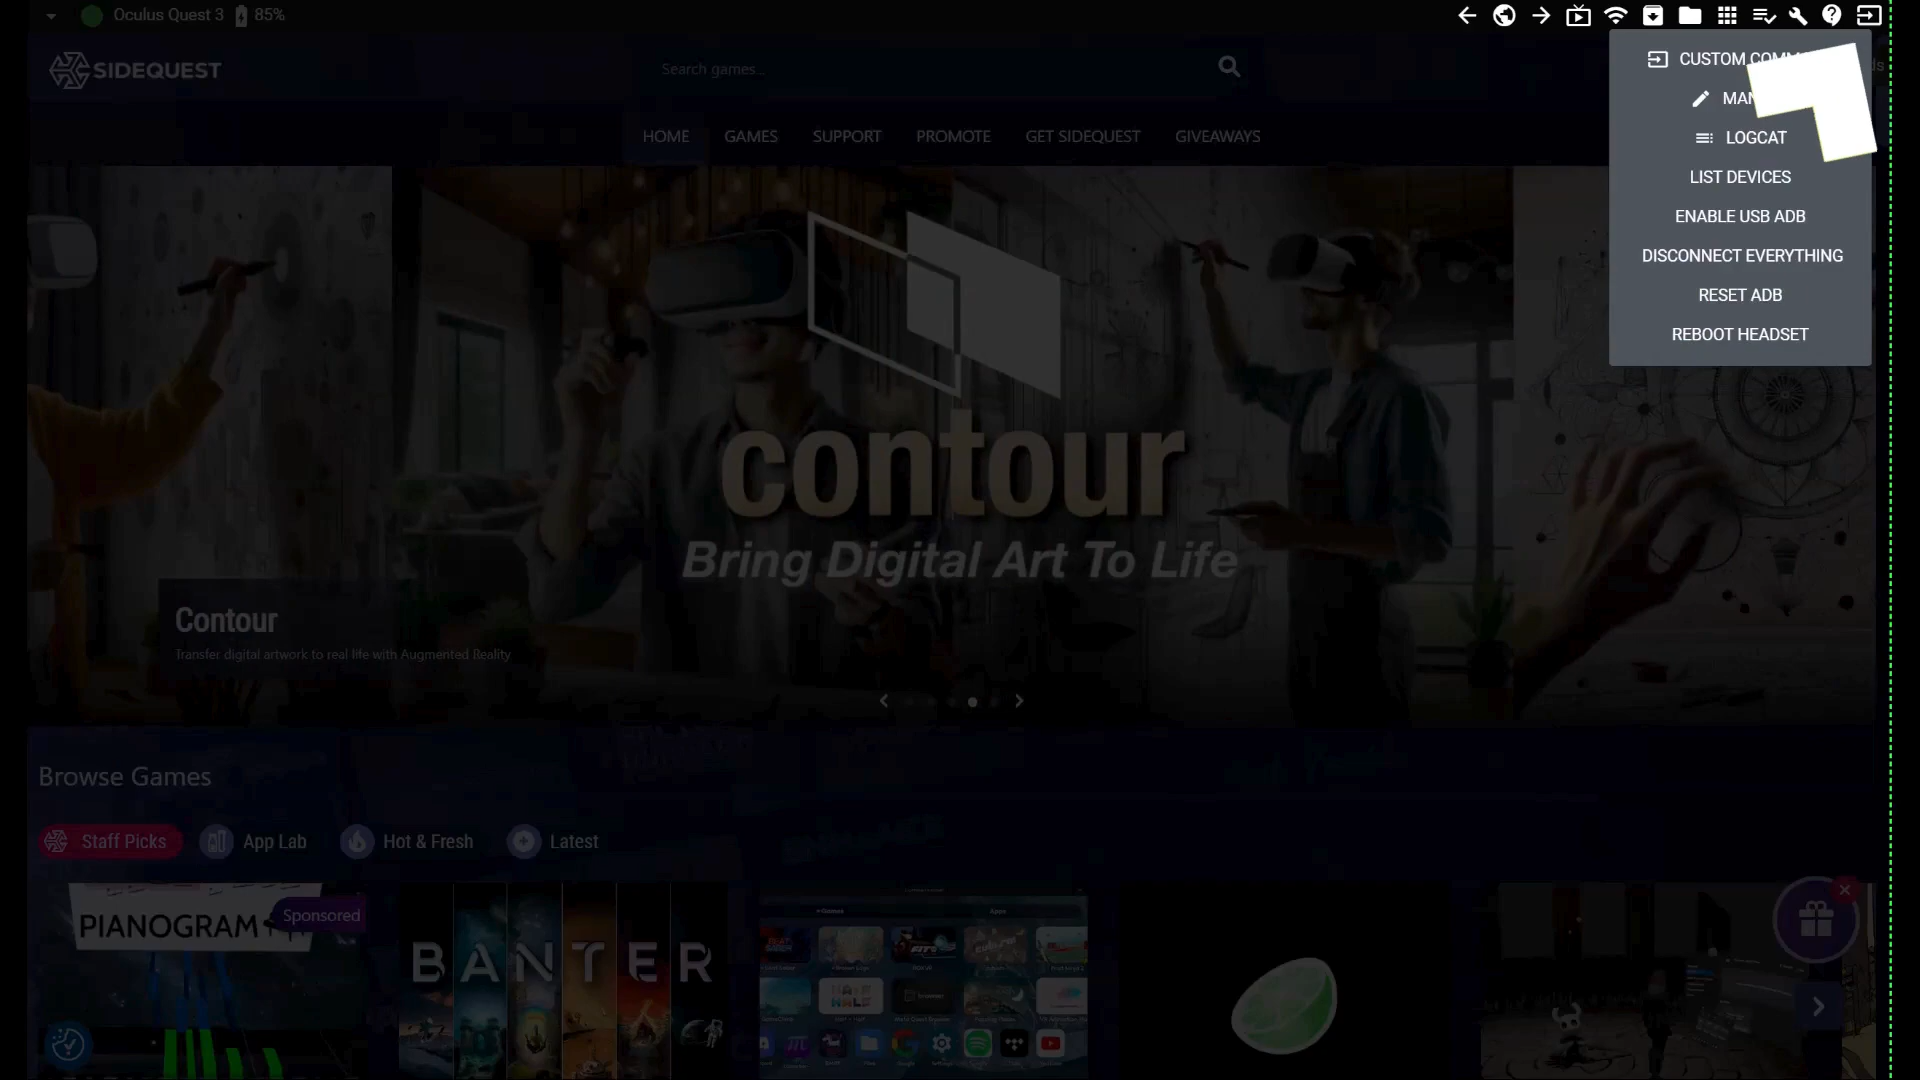 Oculus Quest 3 85%
SIDEQUEST
Search games...
CUSTOM
LOGCAT
LIST DEVICES
ENABLE USB ADB
DISCONNECT EVERYTHING
RESET ADB
REBOOT HEADSET
HOME GAMES SUPPORT PROMOTE GET SIDEQUEST GIVEAWAYS
contour
Bring Digital Art To Life
Contour
Transfer digital artwork to real life with Augmented Reality
Browse Games
Staff Picks App Lab Hot & Fresh Latest
PIANOGRAM Sponsored
BANTER